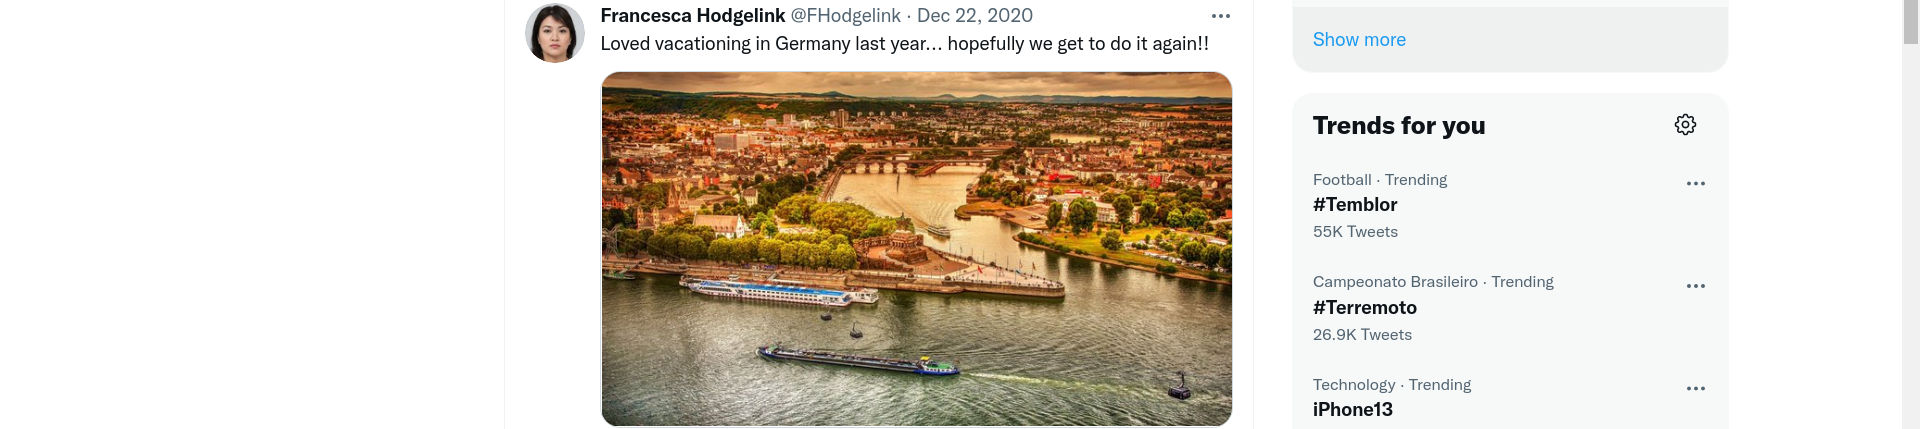 Francesca Hodgelink @FHodgelink · Dec 22, 2020
Loved vacationing in Germany last year... hopefully we get to do it again!!
Show more
Trends for you
Football · Trending
#Temblor
55K Tweets
Campeonato Brasileiro · Trending
#Terremoto
26.9K Tweets
Technology · Trending
iPhone13